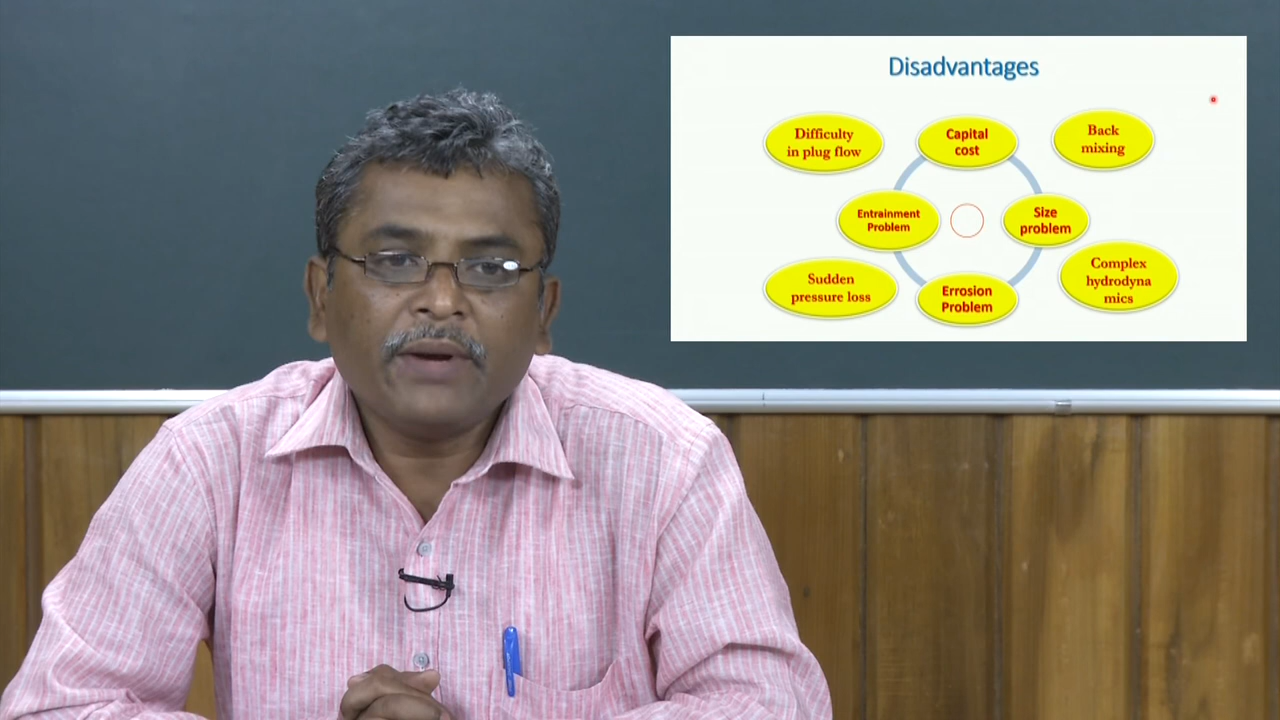 Disadvantages
Difficulty
in plug flow
Capital
cost
Back
mixing
Entrainment
Problem
Size
problem
Sudden
pressure loss
Errosion
Problem
Complex
hydrodyna
mics